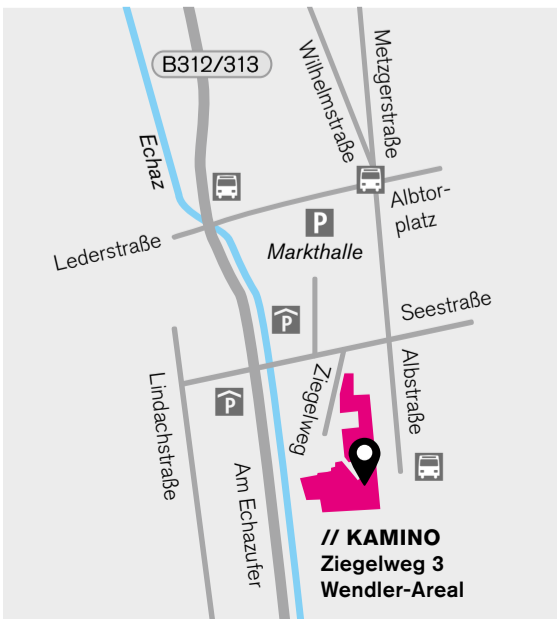 B312/313
Wilhelmstraße
Metzgerstraße
Echaz
Albtor-
platz
P
Markthalle
Lederstraße
P
Seestraße
Ziegelweg
Albstraße
Lindachstraße
P
Am Echazufer
// KAMINO
Ziegelweg 3
Wendler-Areal